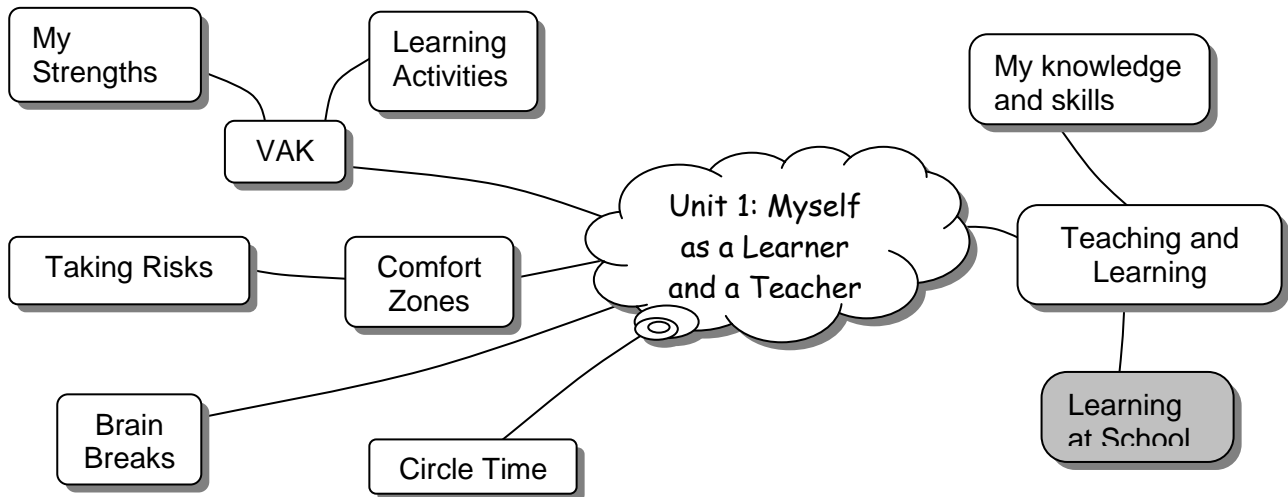 My
Strengths
Learning
Activities
My knowledge
and skills
VAK
Unit 1: Myself
as a Learner
and a Teacher
Teaching and
Learning
Taking Risks
Comfort
Zones
Brain
Breaks
Circle Time
Learning
at School